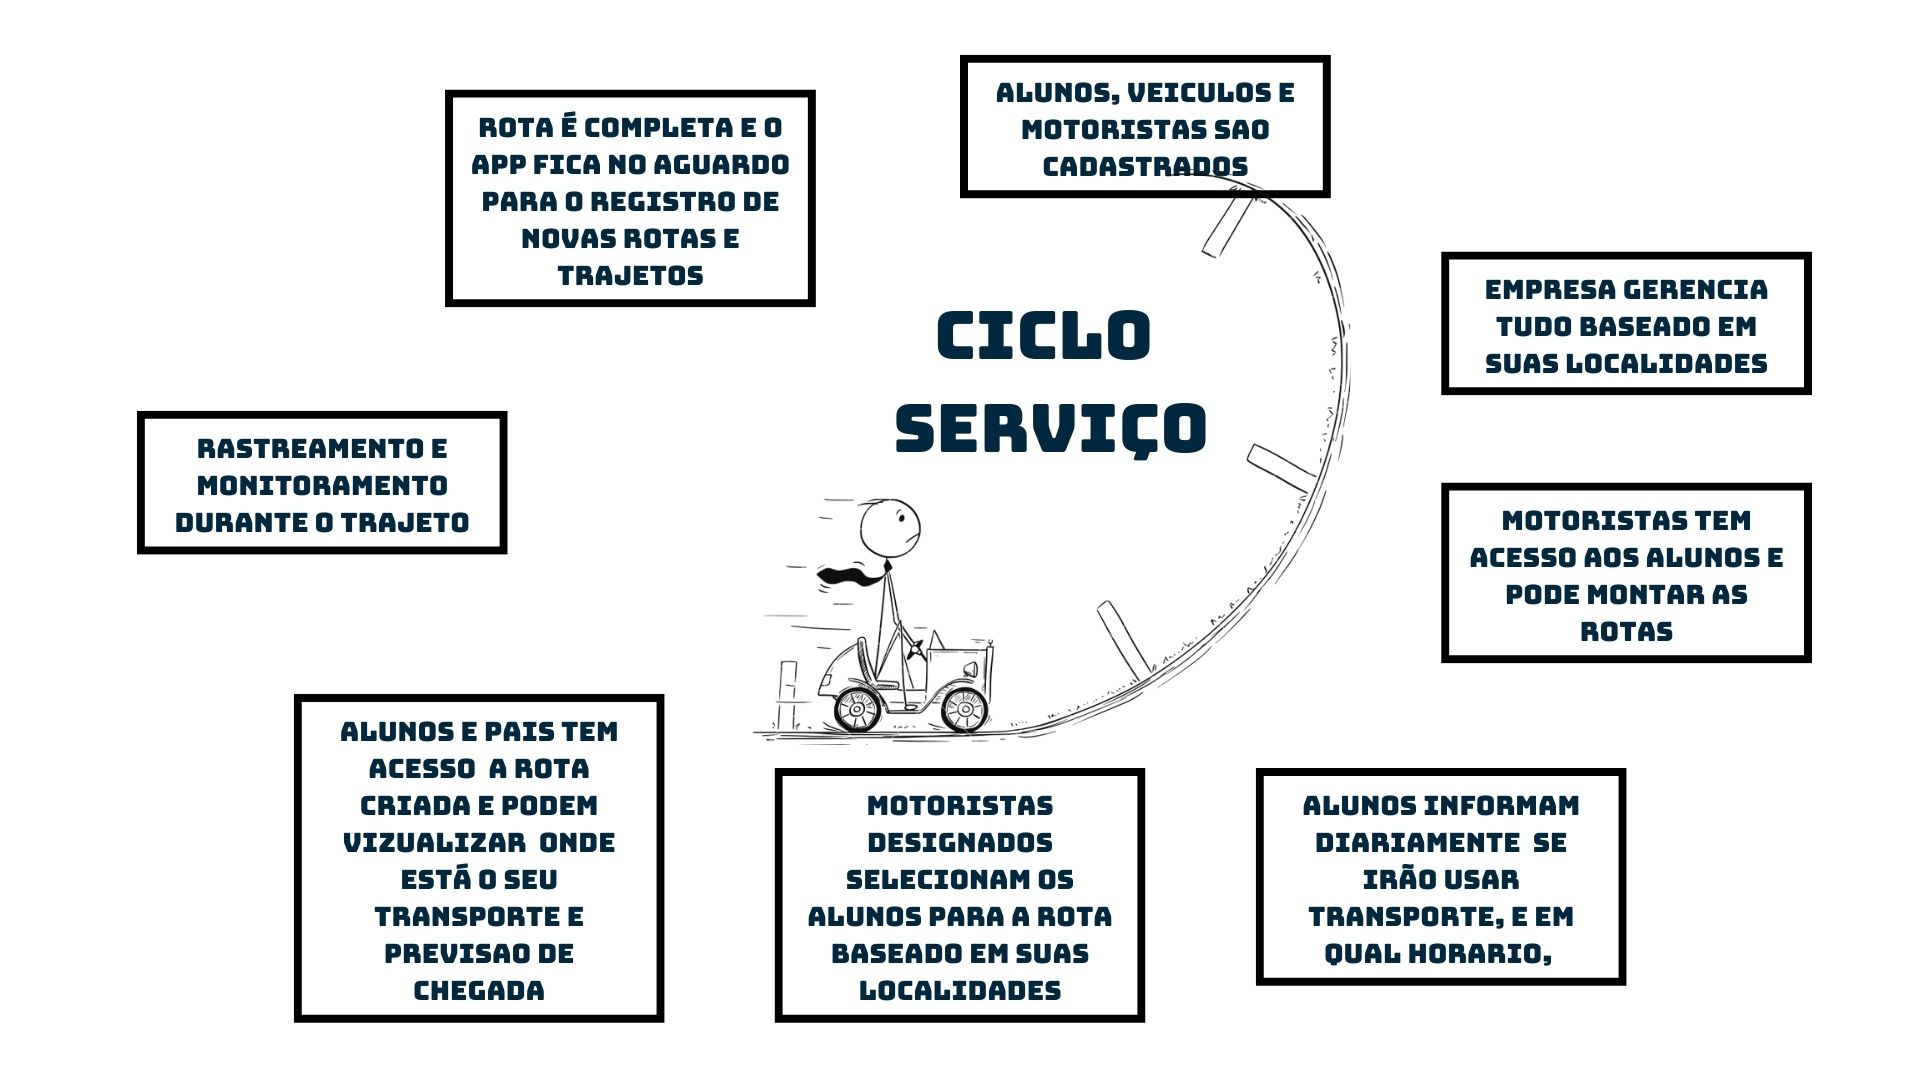 ALUNOS, VEICULOS E
MOTORISTAS SAO
CADASTRADOS
ROTA É COMPLETA E O
APP FICA NO AGUARDO
PARA O REGISTRO DE
NOVAS ROTAS E
TRAJETOS
EMPRESA GERENCIA
TUDO BASEADO EM
SUAS LOCALIDADES
CICLO
SERVIÇO
RASTREAMENTO E
MONITORAMENTO
DURANTE O TRAJETO
MOTORISTAS TEM
ACESSO AOS ALUNOS E
PODE MONTAR AS
ROTAS
ALUNOS E PAIS TEM
ACESSO  A ROTA
CRIADA E PODEM
VIZUALIZAR  ONDE
ESTÁ O SEU
TRANSPORTE E
PREVISAO DE
CHEGADA
MOTORISTAS
DESIGNADOS
SELECIONAM OS
ALUNOS PARA A ROTA
BASEADO EM SUAS
LOCALIDADES
ALUNOS INFORMAM
DIARIAMENTE  SE
IRÃO USAR
TRANSPORTE, E EM
QUAL HORARIO,